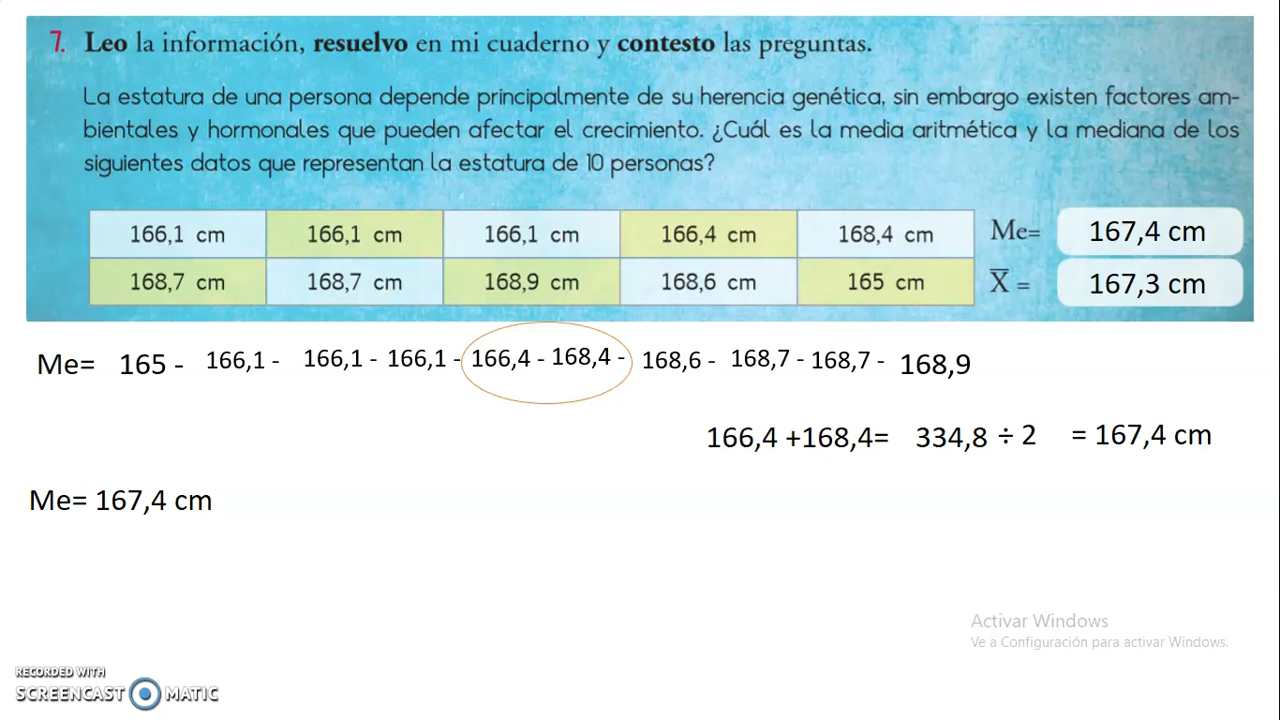 7. Leo la información, resuelvo en mi cuaderno y contesto las preguntas.
La estatura de una persona depende principalmente de su herencia genética, sin embargo existen factores am-
bientales y hormonales que pueden afectar el crecimiento. ¿Cuál es la media aritmética y la mediana de los
siguientes datos que representan la estatura de 10 personas?
166,1 cm 166,1 cm 166,1 cm 166,4 cm 168,4 cm Me= 167,4 cm
168,7 cm 168,7 cm 168,9 cm 168,6 cm 165 cm X̅ = 167,3 cm
Me= 165 - 166,1 - 166,1 - 166,1 - 166,4 - 168,4 - 168,6 - 168,7 - 168,7 - 168,9
166,4 +168,4= 334,8 ÷ 2 = 167,4 cm
Me= 167,4 cm
Activar Windows
Ve a Configuración para activar Windows.
RECORDED WITH
SCREENCAST MATIC